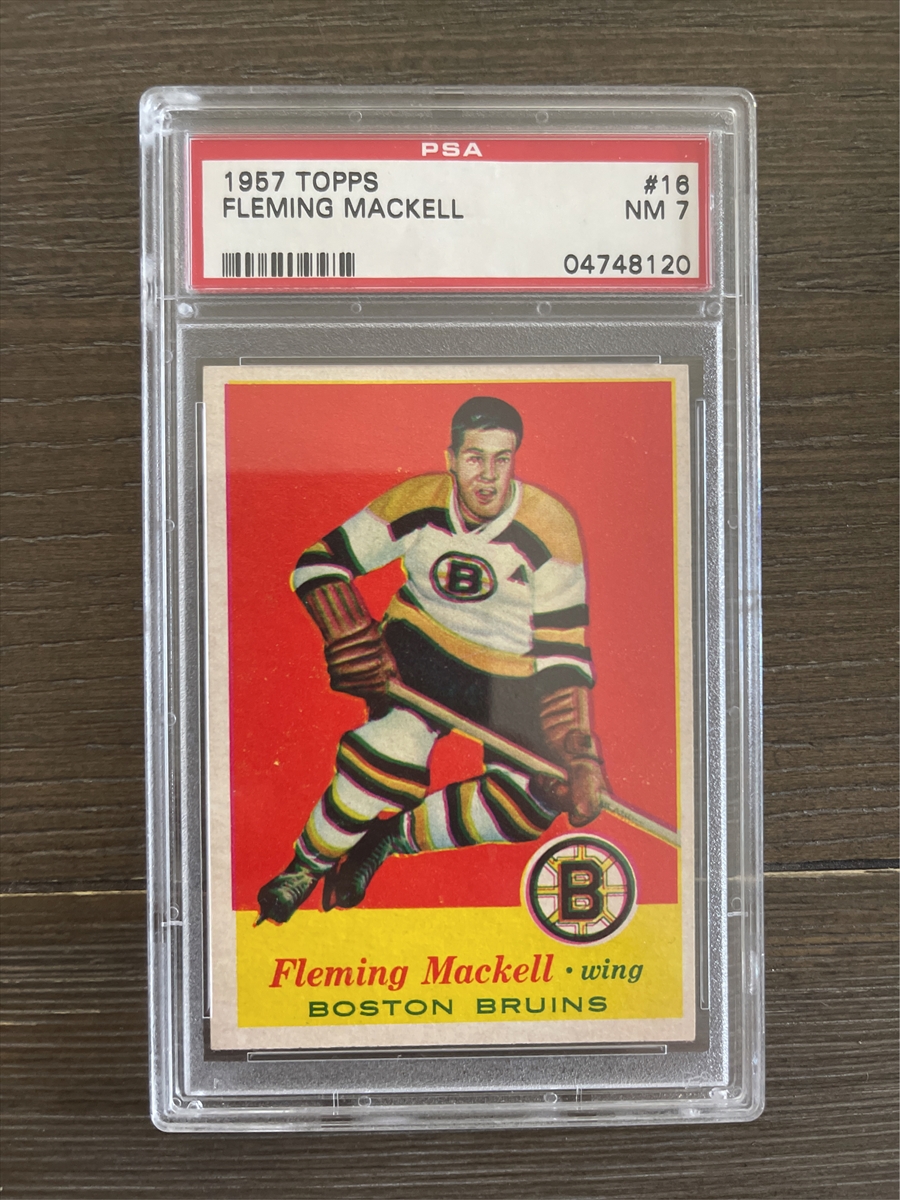 PSA
1957 TOPPS #16
FLEMING MACKELL NM 7
04748120
B
A
B
Fleming Mackell • wing
BOSTON BRUINS